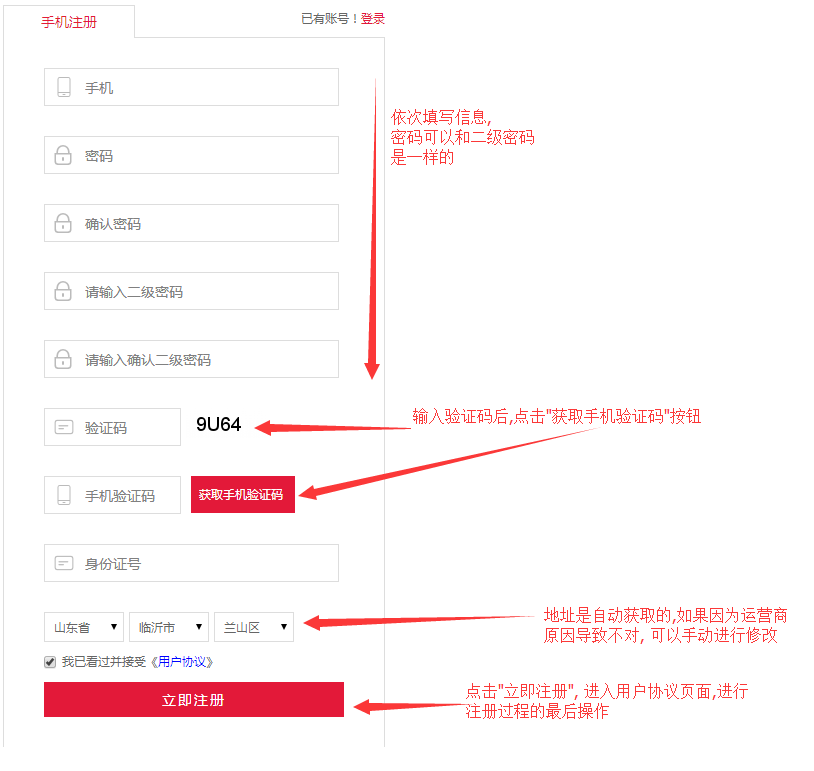 手机注册
已有账号！登录
手机
依次填写信息,
密码可以和二级密码
是一样的
密码
确认密码
请输入二级密码
请输入确认二级密码
验证码
9U64
输入验证码后,点击"获取手机验证码"按钮
手机验证码
获取手机验证码
身份证号
山东省
临沂市
兰山区
地址是自动获取的,如果因为运营商
原因导致不对, 可以手动进行修改
我已看过并接受《用户协议》
立即注册
点击"立即注册", 进入用户协议页面,进行
注册过程的最后操作